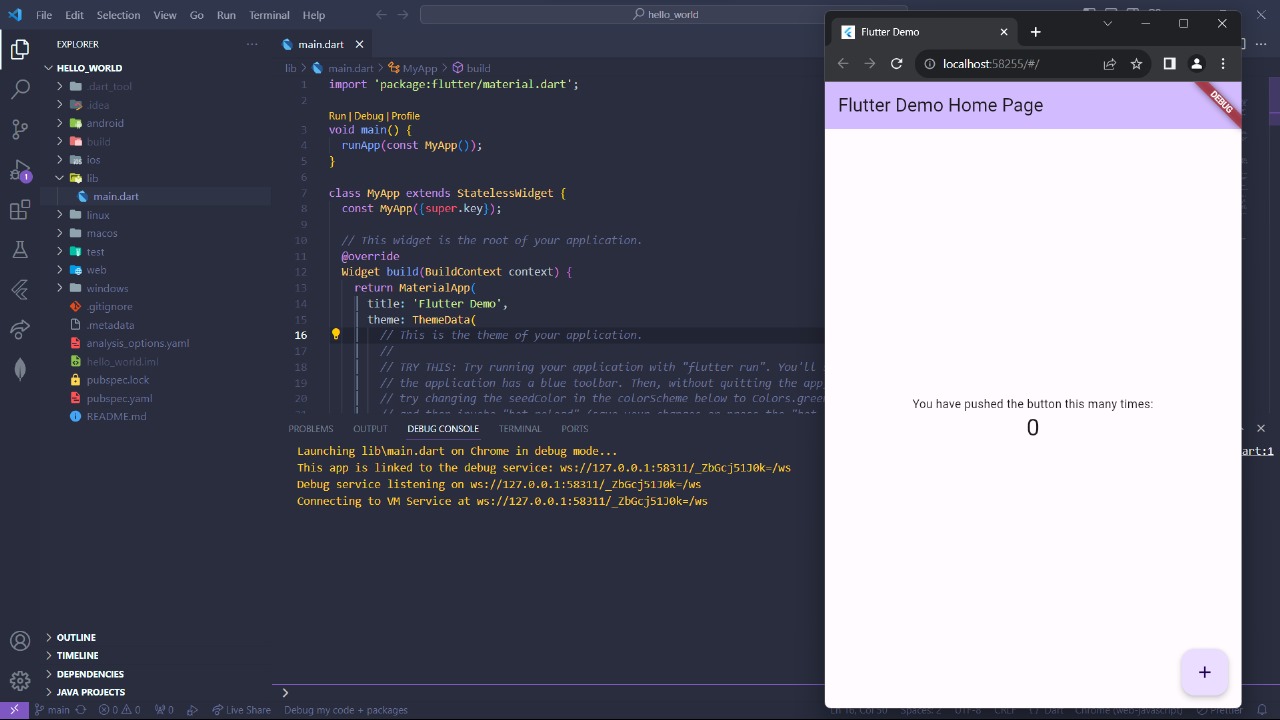 File Edit Selection View Go Run Terminal Help
hello_world
EXPLORER
HELLO_WORLD
.dart_tool
.idea
android
build
ios
lib
main.dart
linux
macos
test
web
windows
.gitignore
.metadata
analysis_options.yaml
hello_world.iml
pubspec.lock
pubspec.yaml
README.md
OUTLINE
TIMELINE
DEPENDENCIES
JAVA PROJECTS
main.dart
lib > main.dart > MyApp > build
1 import 'package:flutter/material.dart';
2
Run | Debug | Profile
3 void main() {
4 runApp(const MyApp());
5 }
6
7 class MyApp extends StatelessWidget {
8 const MyApp({super.key});
9
10 // This widget is the root of your application.
11 @override
12 Widget build(BuildContext context) {
13 return MaterialApp(
14 title: 'Flutter Demo',
15 theme: ThemeData(
16 // This is the theme of your application.
17 //
18 // TRY THIS: Try running your application with "flutter run". You'll
19 // the application has a blue toolbar. Then, without quitting the app,
20 // try changing the seedColor in the colorScheme below to Colors.gree
PROBLEMS OUTPUT DEBUG CONSOLE TERMINAL PORTS
Launching lib\main.dart on Chrome in debug mode...
This app is linked to the debug service: ws://127.0.0.1:58311/_ZbGcj51J0k=/ws
Debug service listening on ws://127.0.0.1:58311/_ZbGcj51J0k=/ws
Connecting to VM Service at ws://127.0.0.1:58311/_ZbGcj51J0k=/ws
art:1
Flutter Demo
localhost:58255/#/
Flutter Demo Home Page
DEBUG
You have pushed the button this many times:
0
+
1
main 0 0 0 Live Share Debug my code + packages